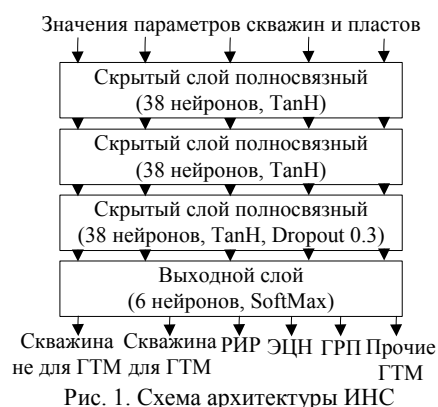 Значения параметров скважин и пластов
Скрытый слой полносвязный
(38 нейронов, TanH)
Скрытый слой полносвязный
(38 нейронов, TanH)
Скрытый слой полносвязный
(38 нейронов, TanH, Dropout 0.3)
Выходной слой
(6 нейронов, SoftMax)
Скважина Скважина РИР ЭЦН ГРП Прочие
не для ГТМ для ГТМ ГТМ
Рис. 1. Схема архитектуры ИНС